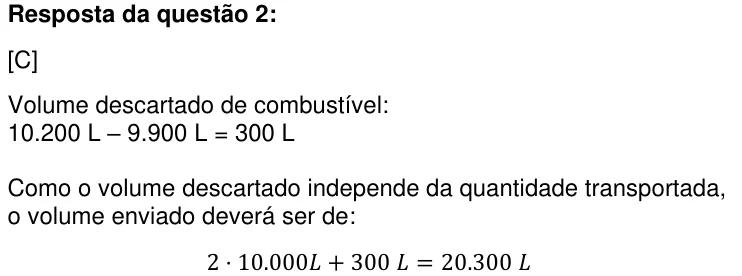 Resposta da questão 2:
[C]
Volume descartado de combustível:
10.200 L – 9.900 L = 300 L
Como o volume descartado independe da quantidade transportada,
o volume enviado deverá ser de:
2 · 10.000L + 300 L = 20.300 L